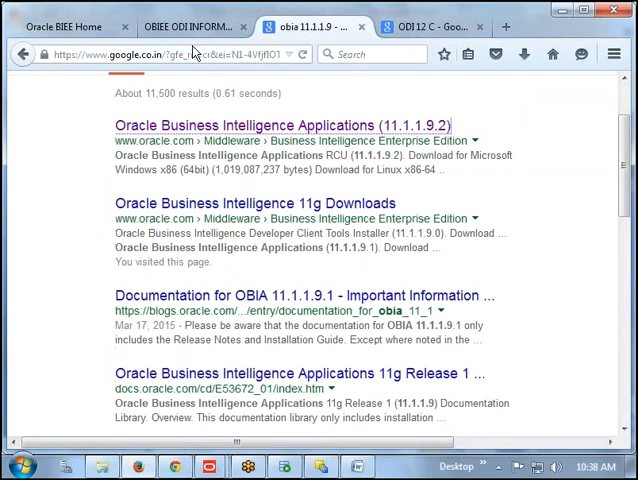 Oracle BIEE Home
OBIEE ODI INFORM...
obia 11.1.1.9 - ...
ODI 12 C - Goo...
https://www.google.co.in/?gfe_
cr&ei=N1-4VfjfIOT
Search
About 11,500 results (0.61 seconds)
Oracle Business Intelligence Applications (11.1.1.9.2)
www.oracle.com › Middleware › Business Intelligence Enterprise Edition
Oracle Business Intelligence Applications RCU (11.1.1.9.2). Download for Microsoft
Windows x86 (64bit) (1,019,087,237 bytes) Download for Linux x86-64 ..
Oracle Business Intelligence 11g Downloads
www.oracle.com › Middleware › Business Intelligence Enterprise Edition
Oracle Business Intelligence Developer Client Tools Installer (11.1.1.9.0). Download ...
Oracle Business Intelligence Applications (11.1.1.9.1). Download ...
You visited this page.
Documentation for OBIA 11.1.1.9.1 - Important Information ...
https://blogs.oracle.com/.../entry/documentation_for_obia_11_1
Mar 17, 2015 - Please be aware that the documentation for OBIA 11.1.1.9.1 only
includes the Release Notes and Installation Guide. Except where noted in the ...
Oracle Business Intelligence Applications 11g Release 1 ...
docs.oracle.com/cd/E53672_01/index.htm
Oracle Business Intelligence Applications 11g Release 1 (11.1.1.9) Documentation
Library. Overview. This documentation library only includes installation ...
Desktop
10:38 AM